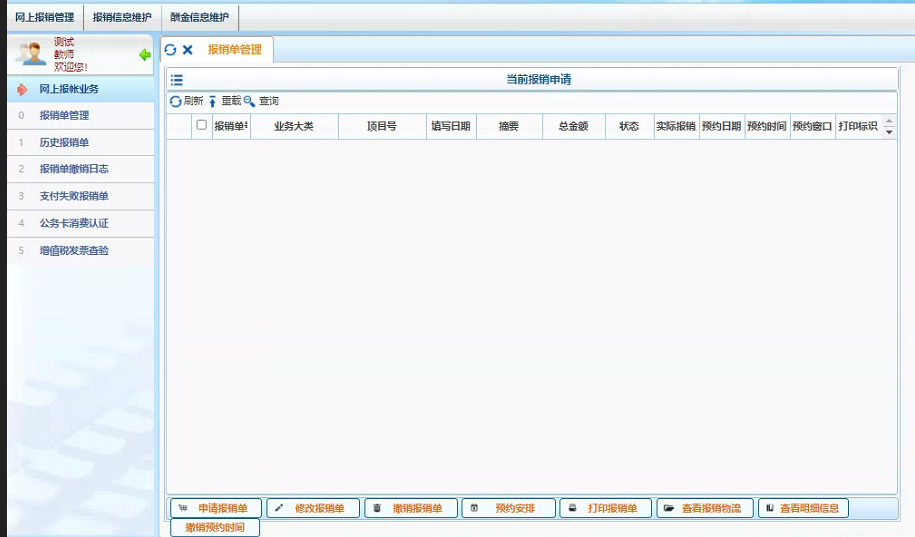 网上报销管理 报销信息维护 酬金信息维护
测试
教师
欢迎您!
报销单管理
网上报帐业务
0 报销单管理
1 历史报销单
2 报销单撤销日志
3 支付失败报销单
4 公务卡消费认证
5 增值税发票查验
当前报销申请
刷新 重载 查询
报销单号 业务大类 项目号 填写日期 摘要 总金额 状态 实际报销 预约日期 预约时间 预约窗口 打印标识
申请报销单 修改报销单 撤销报销单 预约安排 打印报销单 查看报销物流 查看明细信息
撤销预约时间